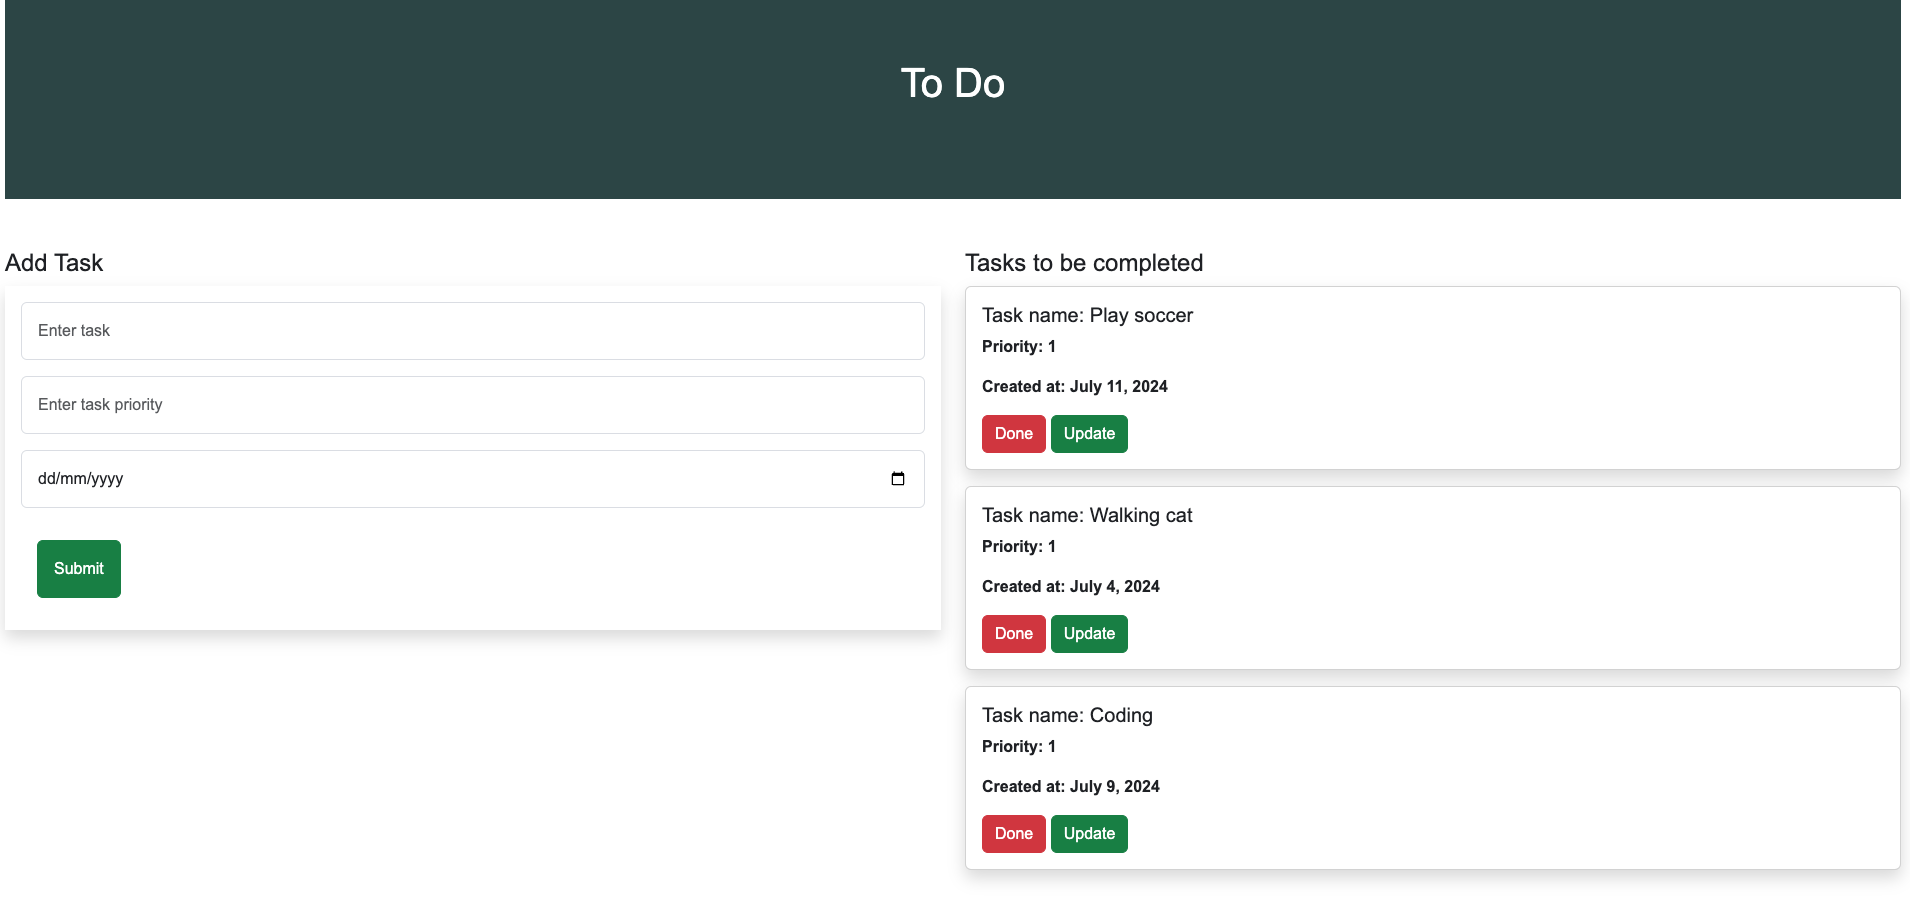 To Do
Add Task
Enter task
Enter task priority
dd/mm/yyyy
Submit
Tasks to be completed
Task name: Play soccer
Priority: 1
Created at: July 11, 2024
Done Update
Task name: Walking cat
Priority: 1
Created at: July 4, 2024
Done Update
Task name: Coding
Priority: 1
Created at: July 9, 2024
Done Update